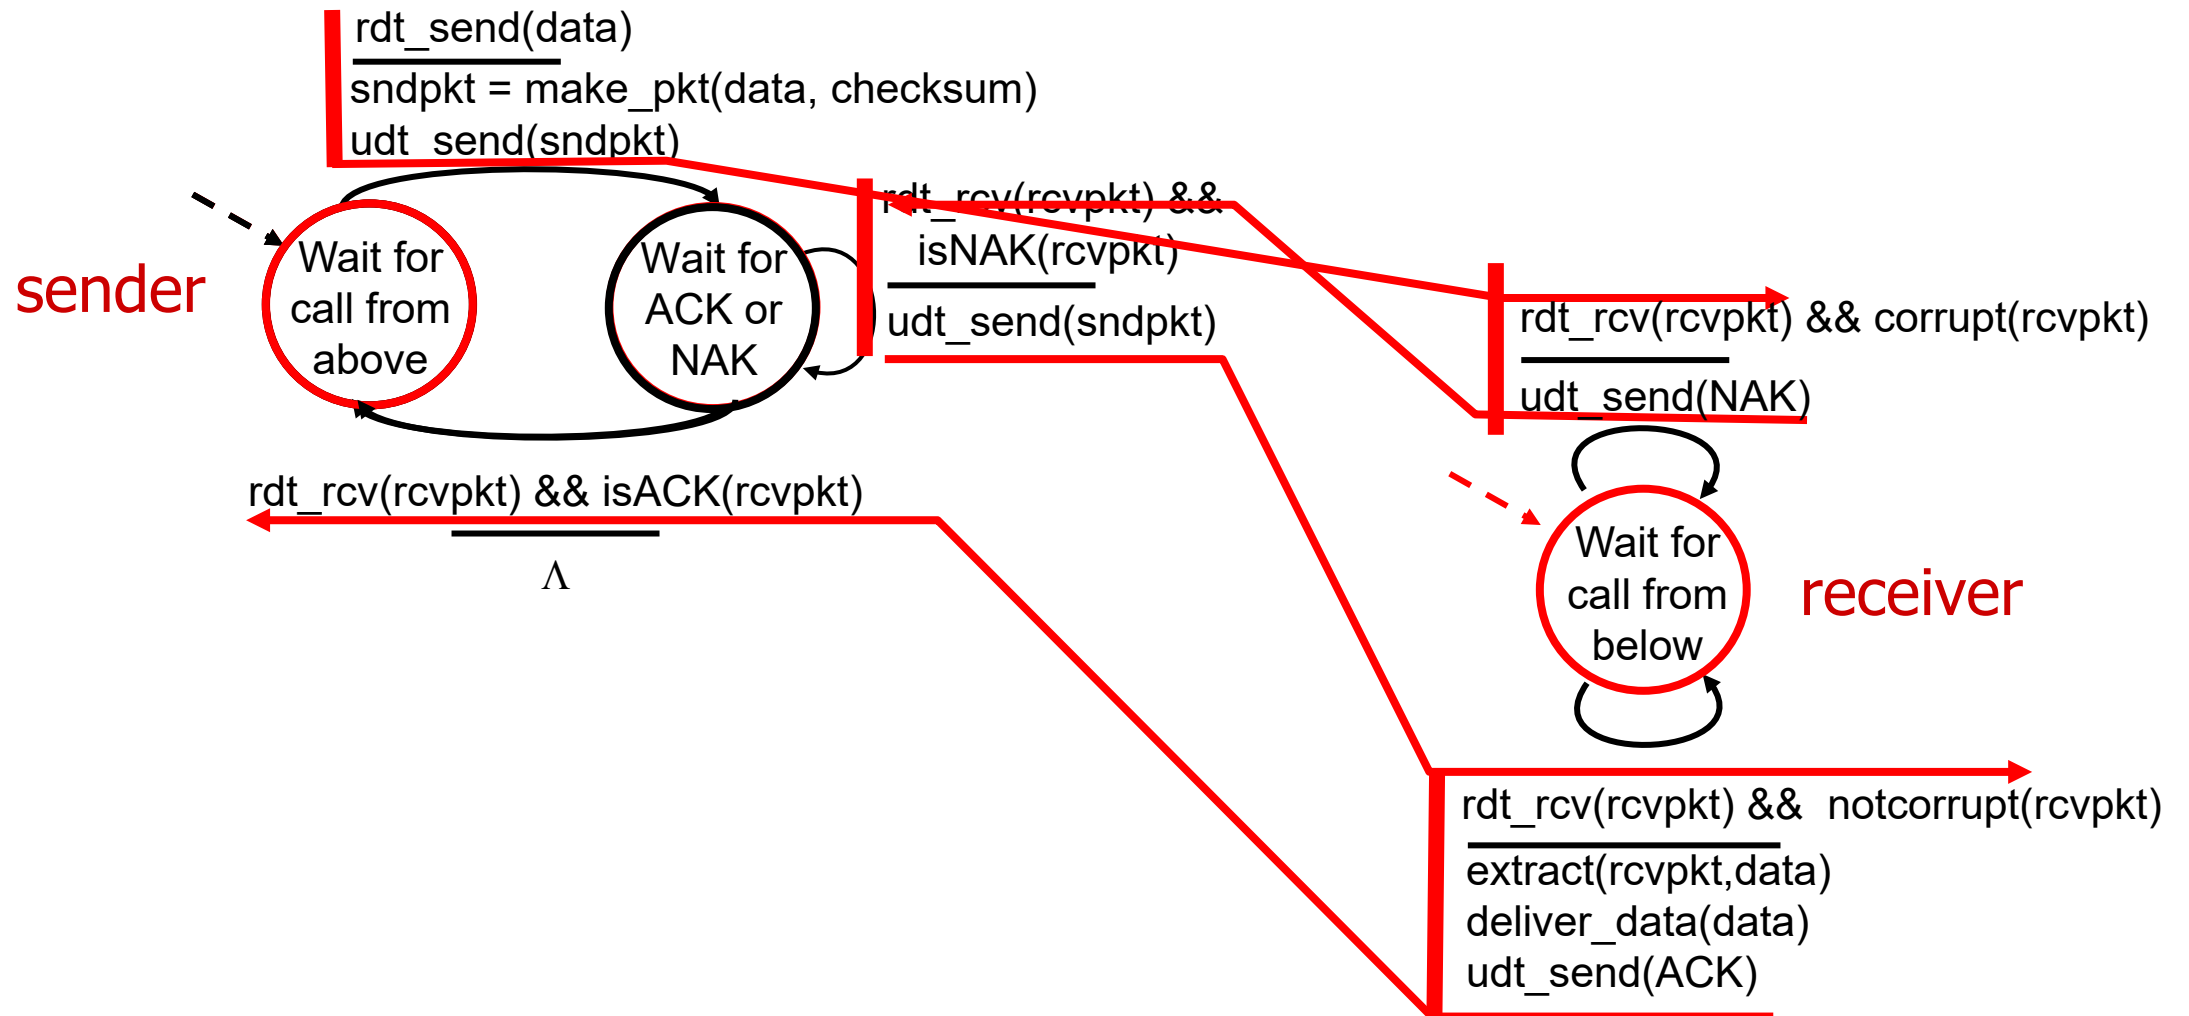 rdt_send(data)
sndpkt = make_pkt(data, checksum)
udt_send(sndpkt)
rdt_rcv(rcvpkt) &&
isNAK(rcvpkt)
udt_send(sndpkt)
sender
Wait for
call from
above
Wait for
ACK or
NAK
rdt_rcv(rcvpkt) && isACK(rcvpkt)
Λ
rdt_rcv(rcvpkt) && corrupt(rcvpkt)
udt_send(NAK)
Wait for
call from
below
receiver
rdt_rcv(rcvpkt) && notcorrupt(rcvpkt)
extract(rcvpkt,data)
deliver_data(data)
udt_send(ACK)